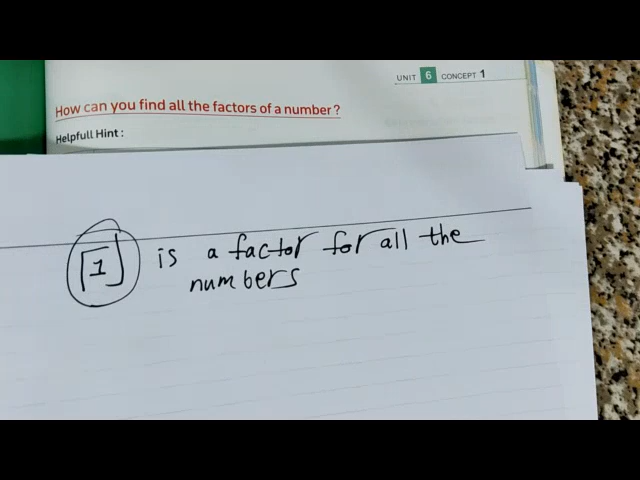 UNIT 6 CONCEPT 1
How can you find all the factors of a number?
Helpfull Hint:
1 is a factor for all the
numbers